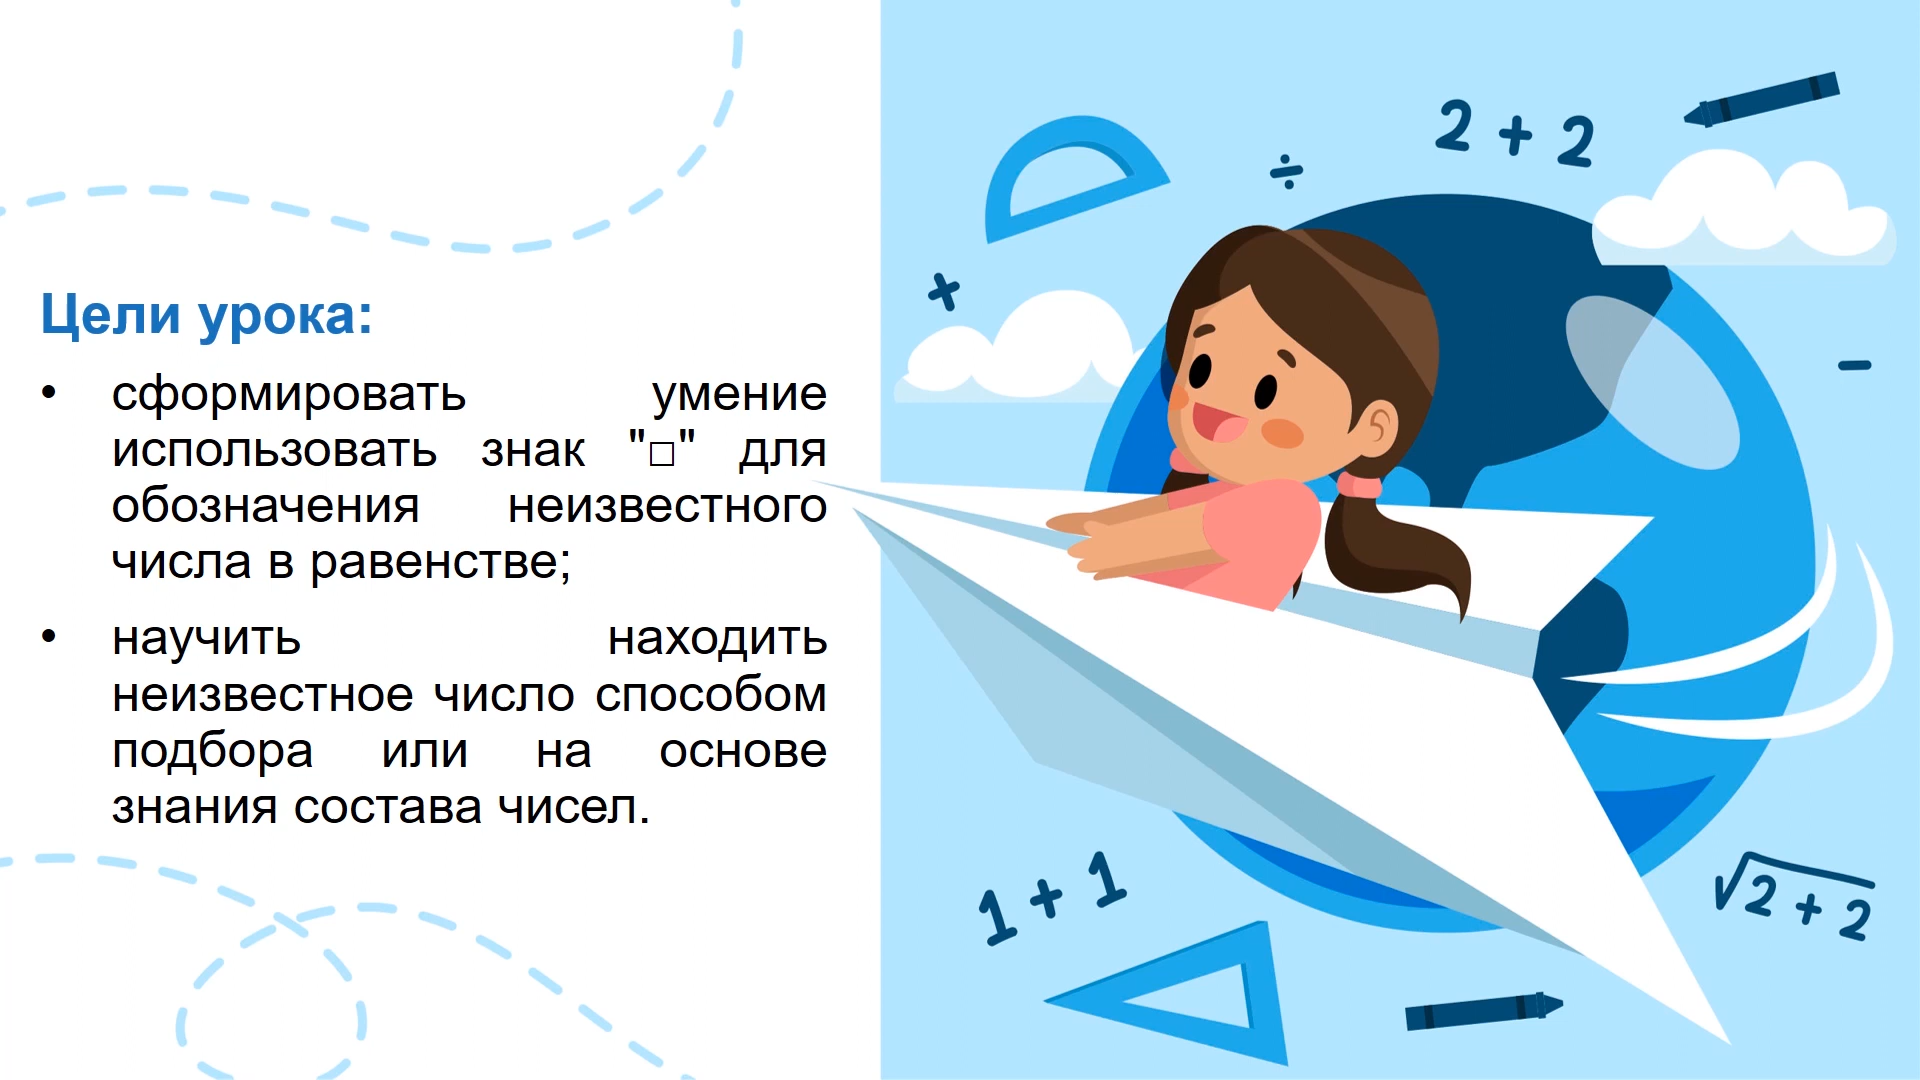 Цели урока:
• сформировать умение
использовать знак "□" для
обозначения неизвестного
числа в равенстве;
• научить находить
неизвестное число способом
подбора или на основе
знания состава чисел.
2 + 2
÷
+
−
1 + 1
√2 + 2